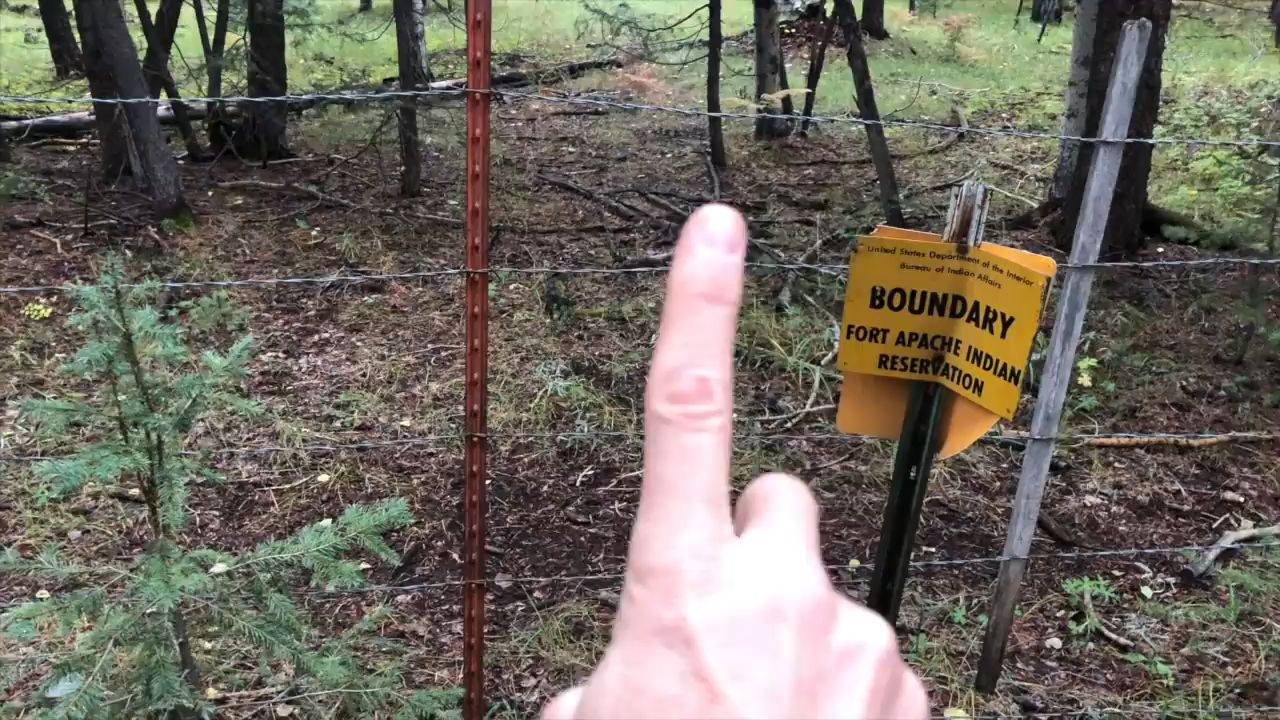 United States Department of the Interior
Bureau of Indian Affairs
BOUNDARY
FORT APACHE INDIAN
RESERVATION